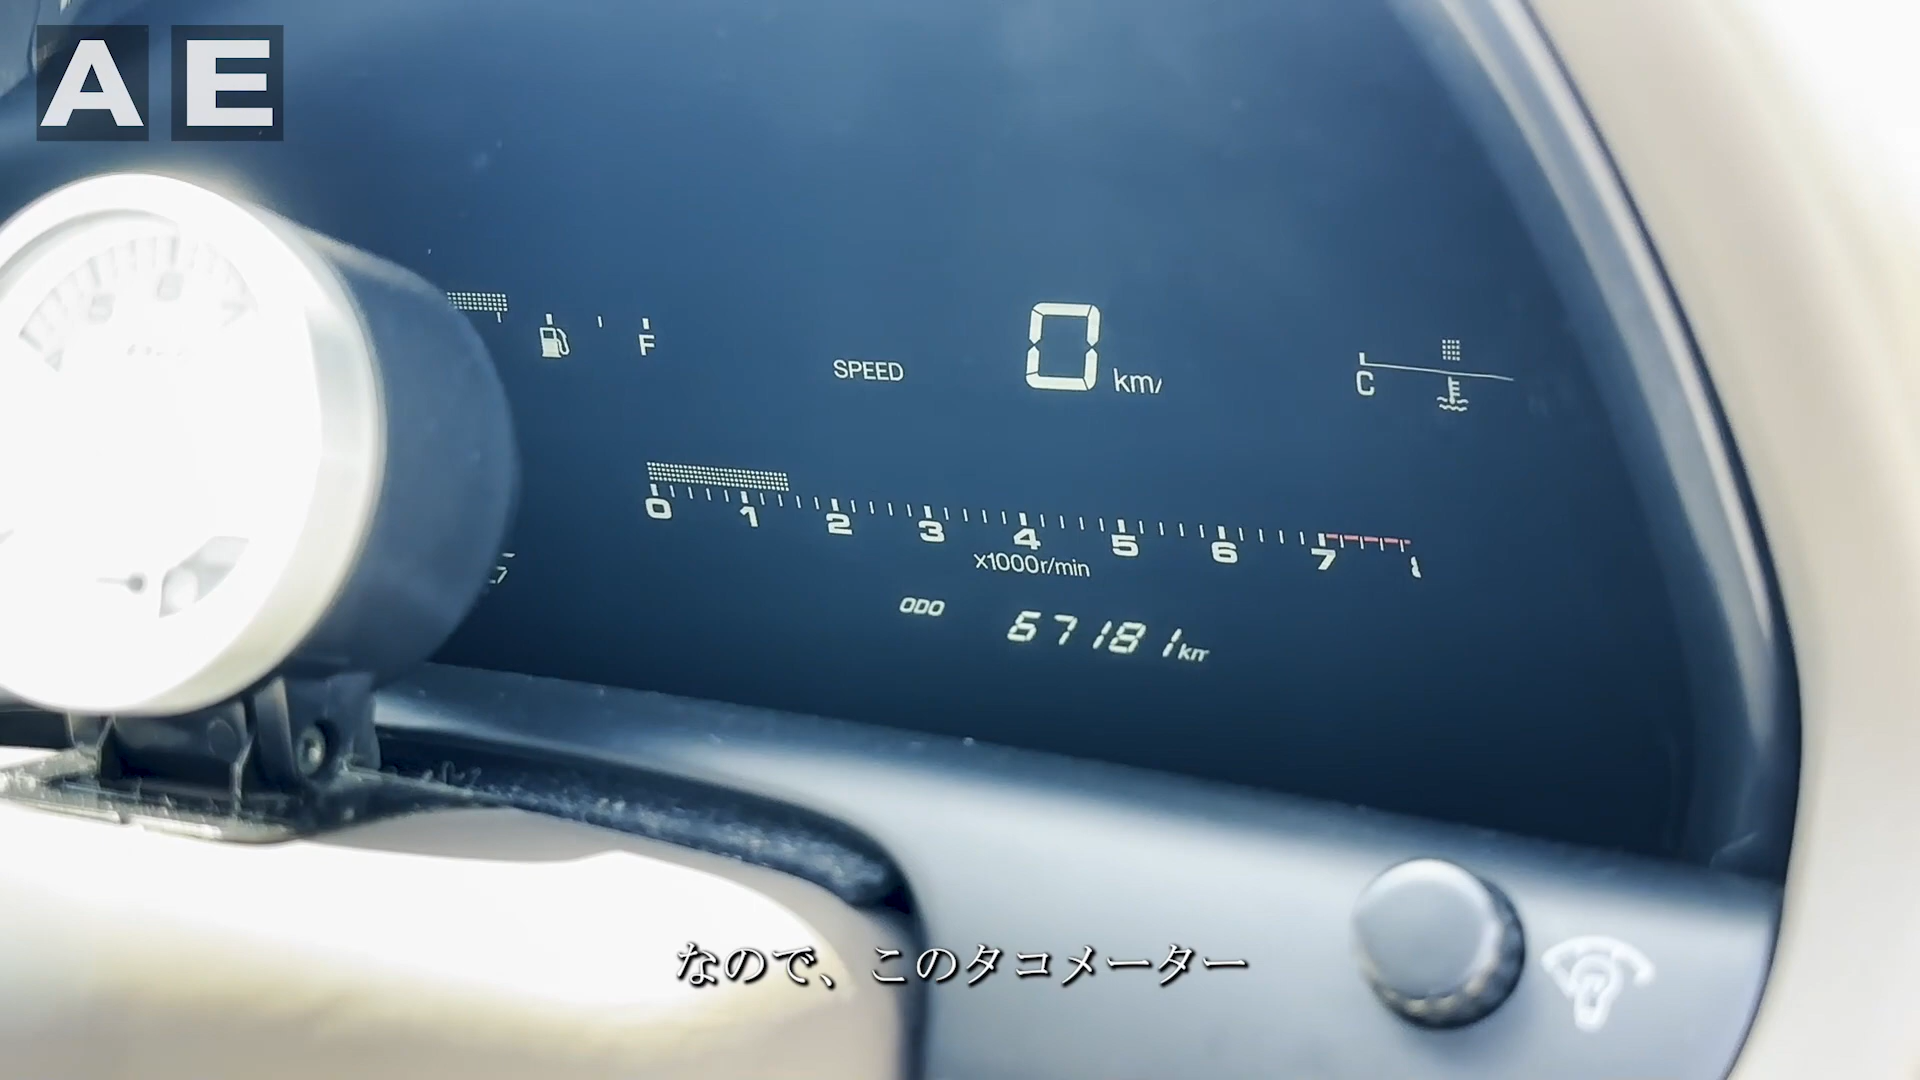 AE
F
SPEED 0 km/
C
0 1 2 3 4 5 6 7
x1000r/min
ODO 67181km
なので、このタコメーター